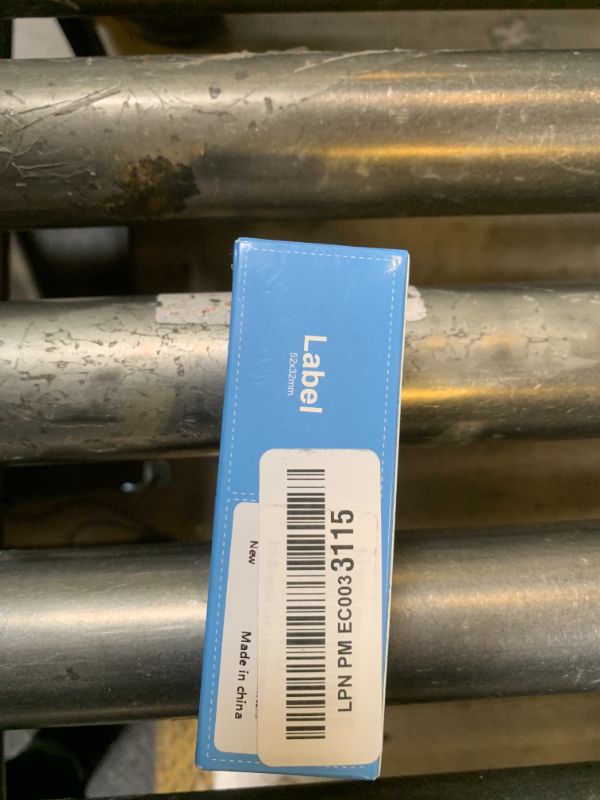 Label
52x32mm
New
Made in china
LPN PM EC0033115